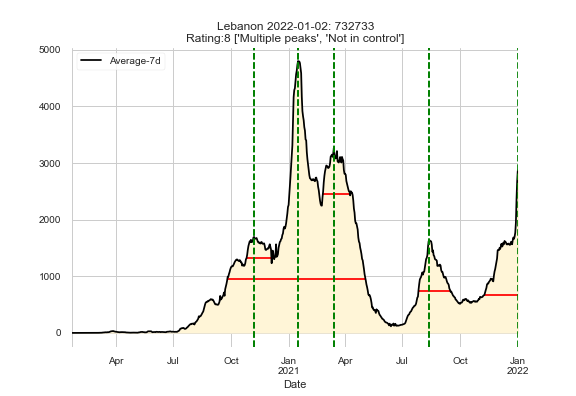 Lebanon 2022-01-02: 732733
Rating:8 ['Multiple peaks', 'Not in control']
Average-7d
5000
4000
3000
2000
1000
0
Apr
Jul
Oct
Jan
2021
Apr
Jul
Oct
Jan
2022
Date